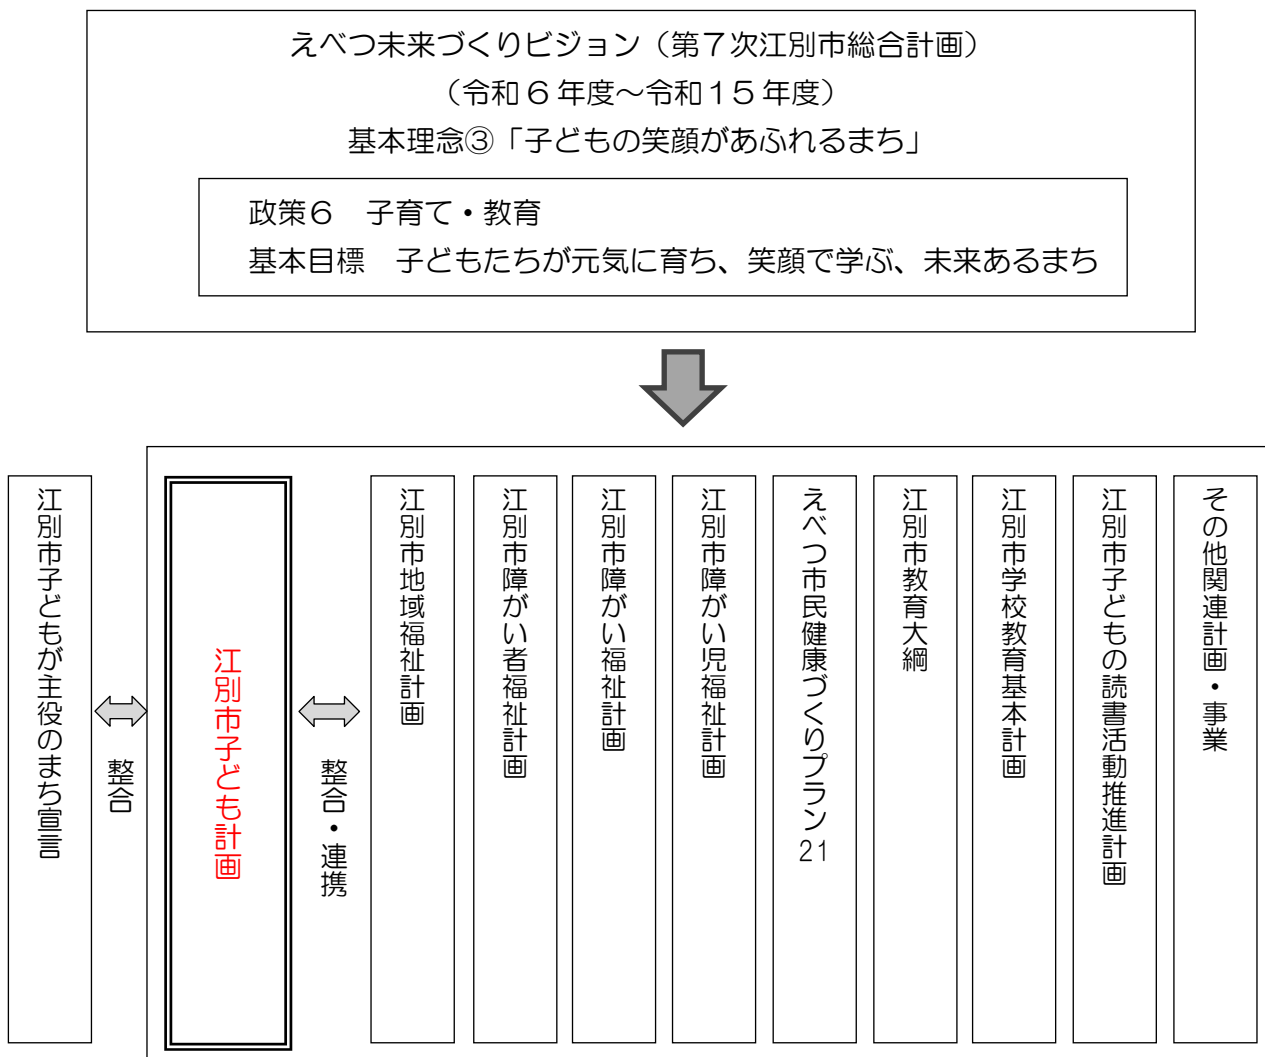 えべつ未来づくりビジョン（第７次江別市総合計画）
（令和６年度～令和１５年度）
基本理念③「子どもの笑顔があふれるまち」
政策６　子育て・教育
基本目標　子どもたちが元気に育ち、笑顔で学ぶ、未来あるまち
江別市子どもが主役のまち宣言
整合
江別市子ども計画
整合・連携
江別市地域福祉計画
江別市障がい者福祉計画
江別市障がい福祉計画
江別市障がい児福祉計画
えべつ市民健康づくりプラン21
江別市教育大綱
江別市学校教育基本計画
江別市子どもの読書活動推進計画
その他関連計画・事業